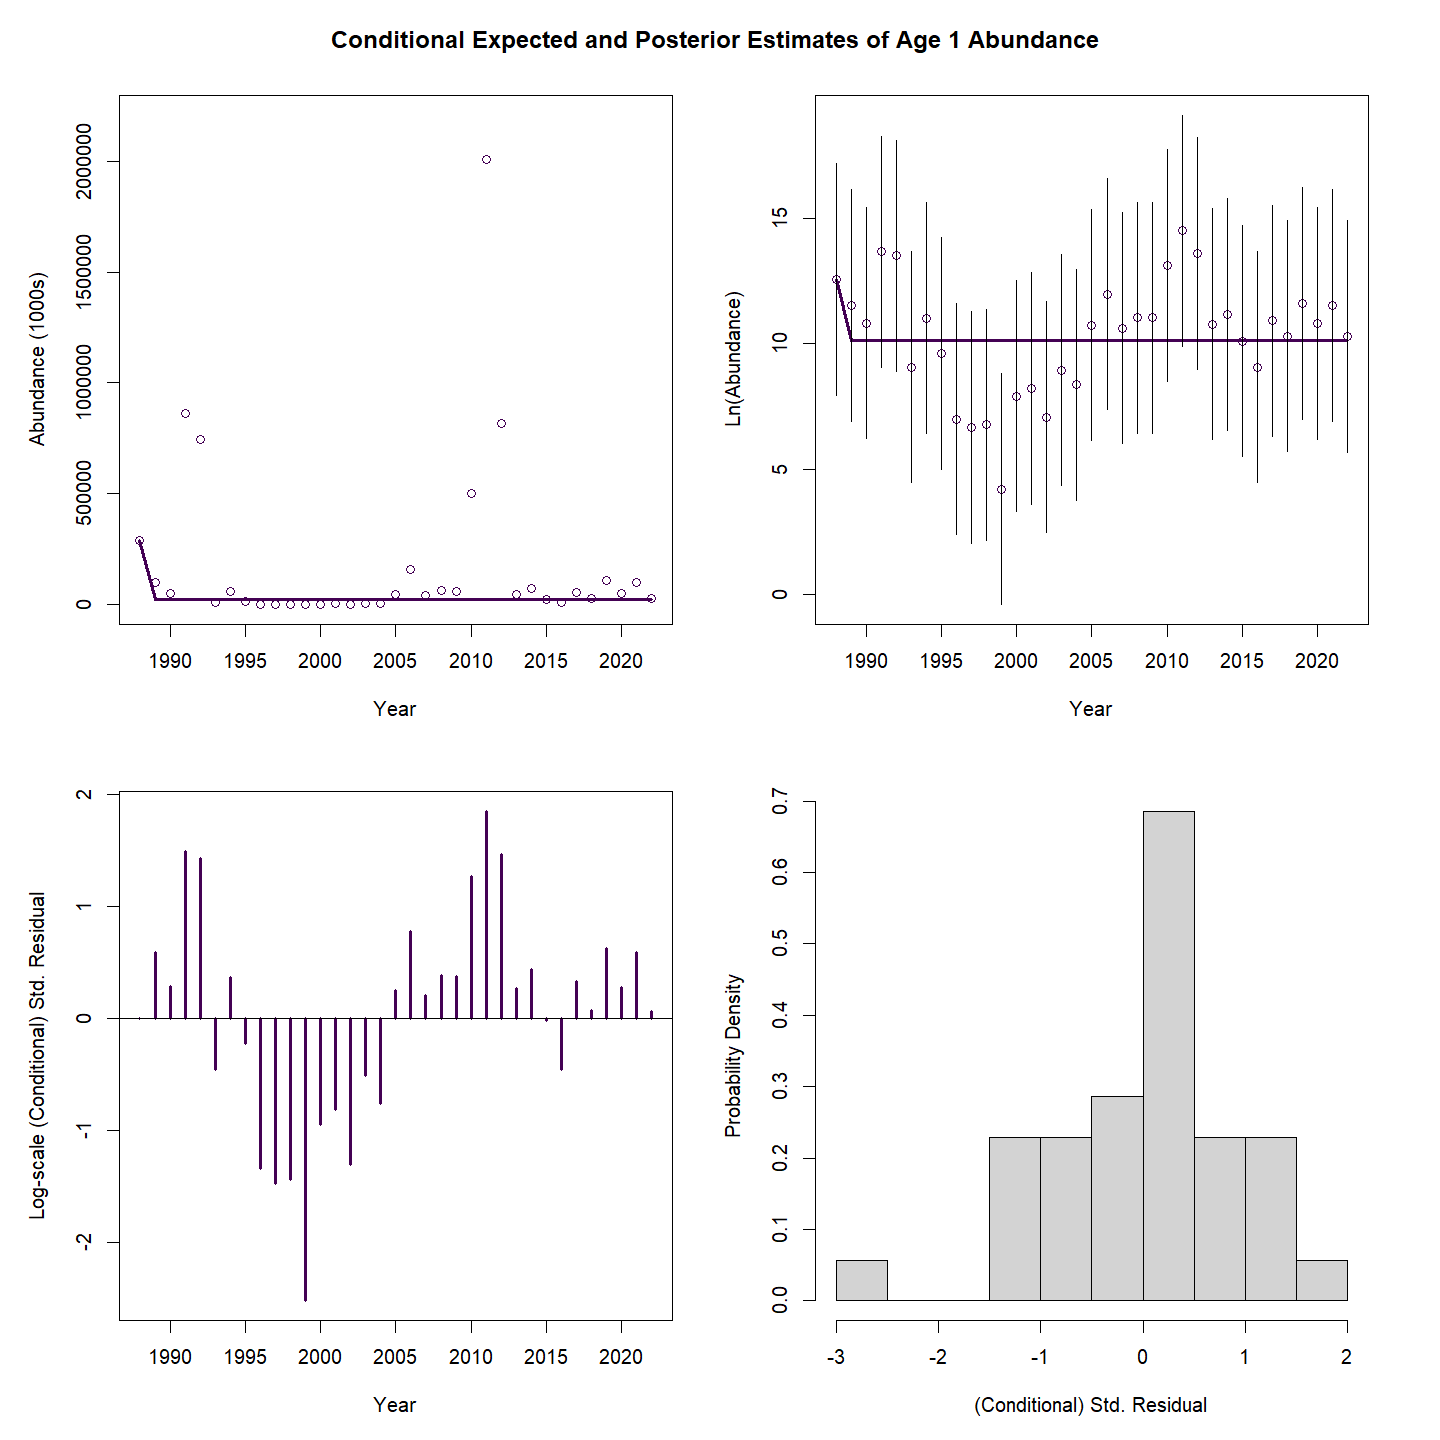 Conditional Expected and Posterior Estimates of Age 1 Abundance
Abundance (1000s)
2000000
1500000
1000000
500000
0
1990 1995 2000 2005 2010 2015 2020
Year
Ln(Abundance)
15
10
5
0
1990 1995 2000 2005 2010 2015 2020
Year
Log-scale (Conditional) Std. Residual
2
1
0
-1
-2
1990 1995 2000 2005 2010 2015 2020
Year
Probability Density
0.7
0.6
0.5
0.4
0.3
0.2
0.1
0.0
-3 -2 -1 0 1 2
(Conditional) Std. Residual